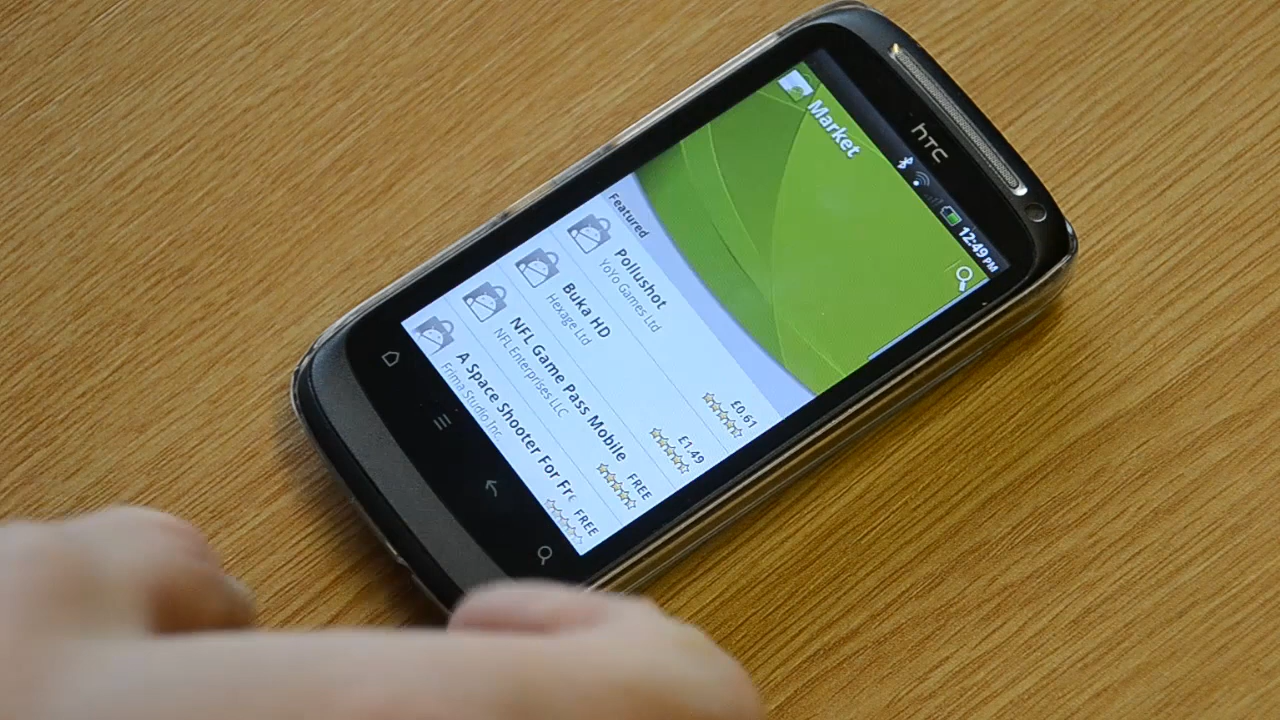 hTC
12:49 PM
Market
Featured
Pollushot
YoYo Games Ltd
£0.61
Buka HD
Hexage Ltd
£1.49
NFL Game Pass Mobile
NFL Enterprises LLC
FREE
A Space Shooter For Fre
Frima Studio Inc.
FREE